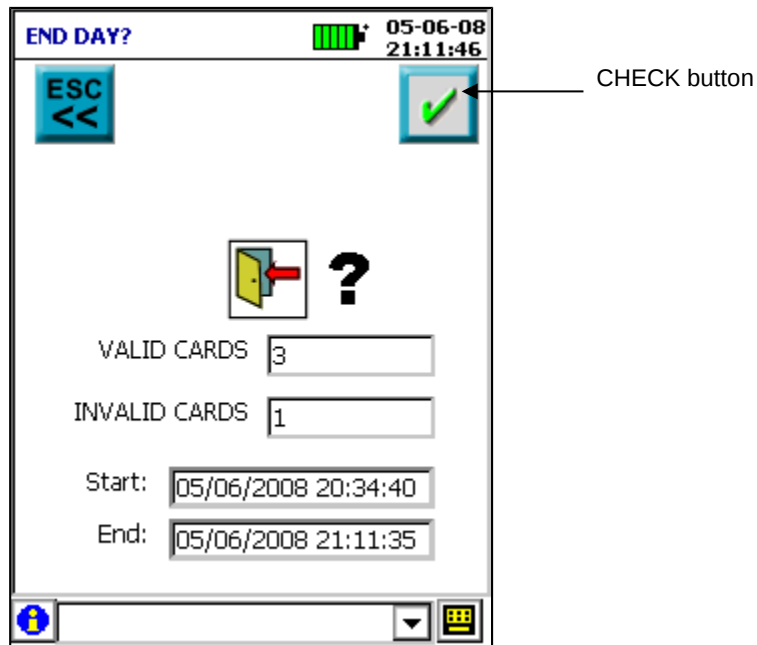 END DAY?
05-06-08
21:11:46
ESC
<<
CHECK button
?
VALID CARDS 3
INVALID CARDS 1
Start: 05/06/2008 20:34:40
End: 05/06/2008 21:11:35